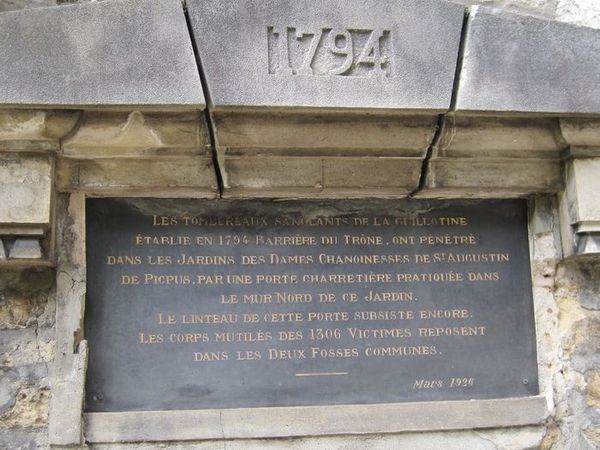 1794
LES TOMBEREAUX SANGLANTS DE LA GUILLOTINE
ÉTABLIE EN 1794 BARRIÈRE DU TRÔNE, ONT PÉNÉTRÉ
DANS LES JARDINS DES DAMES CHANOINESSES DE ST AUGUSTIN
DE PICPUS, PAR UNE PORTE CHARRETIÈRE PRATIQUÉE DANS
LE MUR NORD DE CE JARDIN.
LE LINTEAU DE CETTE PORTE SUBSISTE ENCORE.
LES CORPS MUTILÉS DES 1306 VICTIMES REPOSENT
DANS LES DEUX FOSSES COMMUNES.
Mars 1926